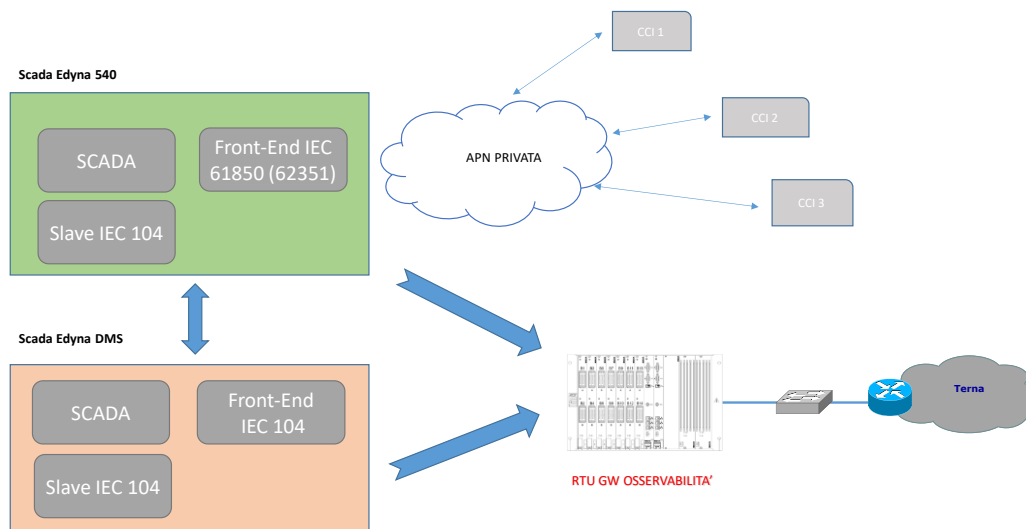 CCI 1
Scada Edyna 540
SCADA
Front-End IEC
61850 (62351)
Slave IEC 104
APN PRIVATA
CCI 2
CCI 3
Scada Edyna DMS
SCADA
Front-End
IEC 104
Slave IEC 104
RTU GW OSSERVABILITA'
Terna